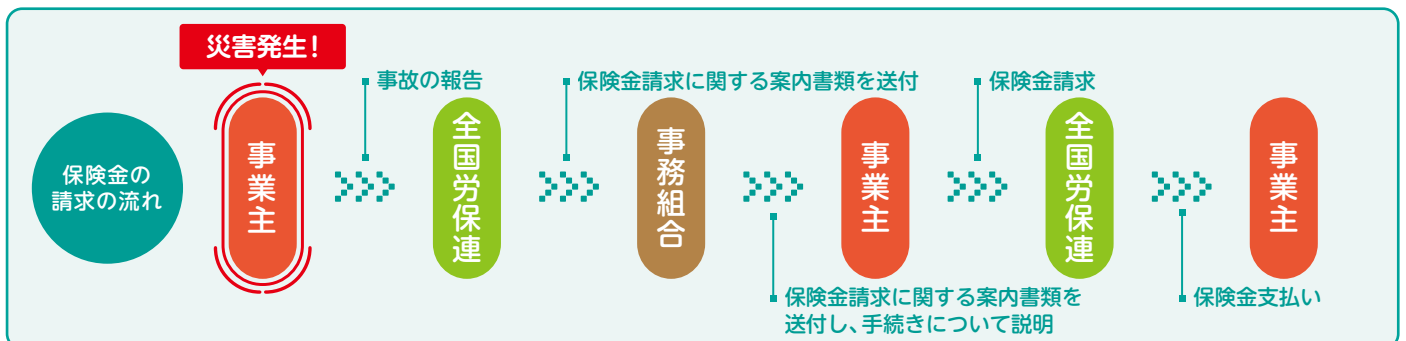 災害発生！
保険金の
請求の流れ
事業主
事故の報告
全国労保連
保険金請求に関する案内書類を送付
事務組合
保険金請求に関する案内書類を
送付し、手続きについて説明
事業主
保険金請求
全国労保連
保険金支払い
事業主